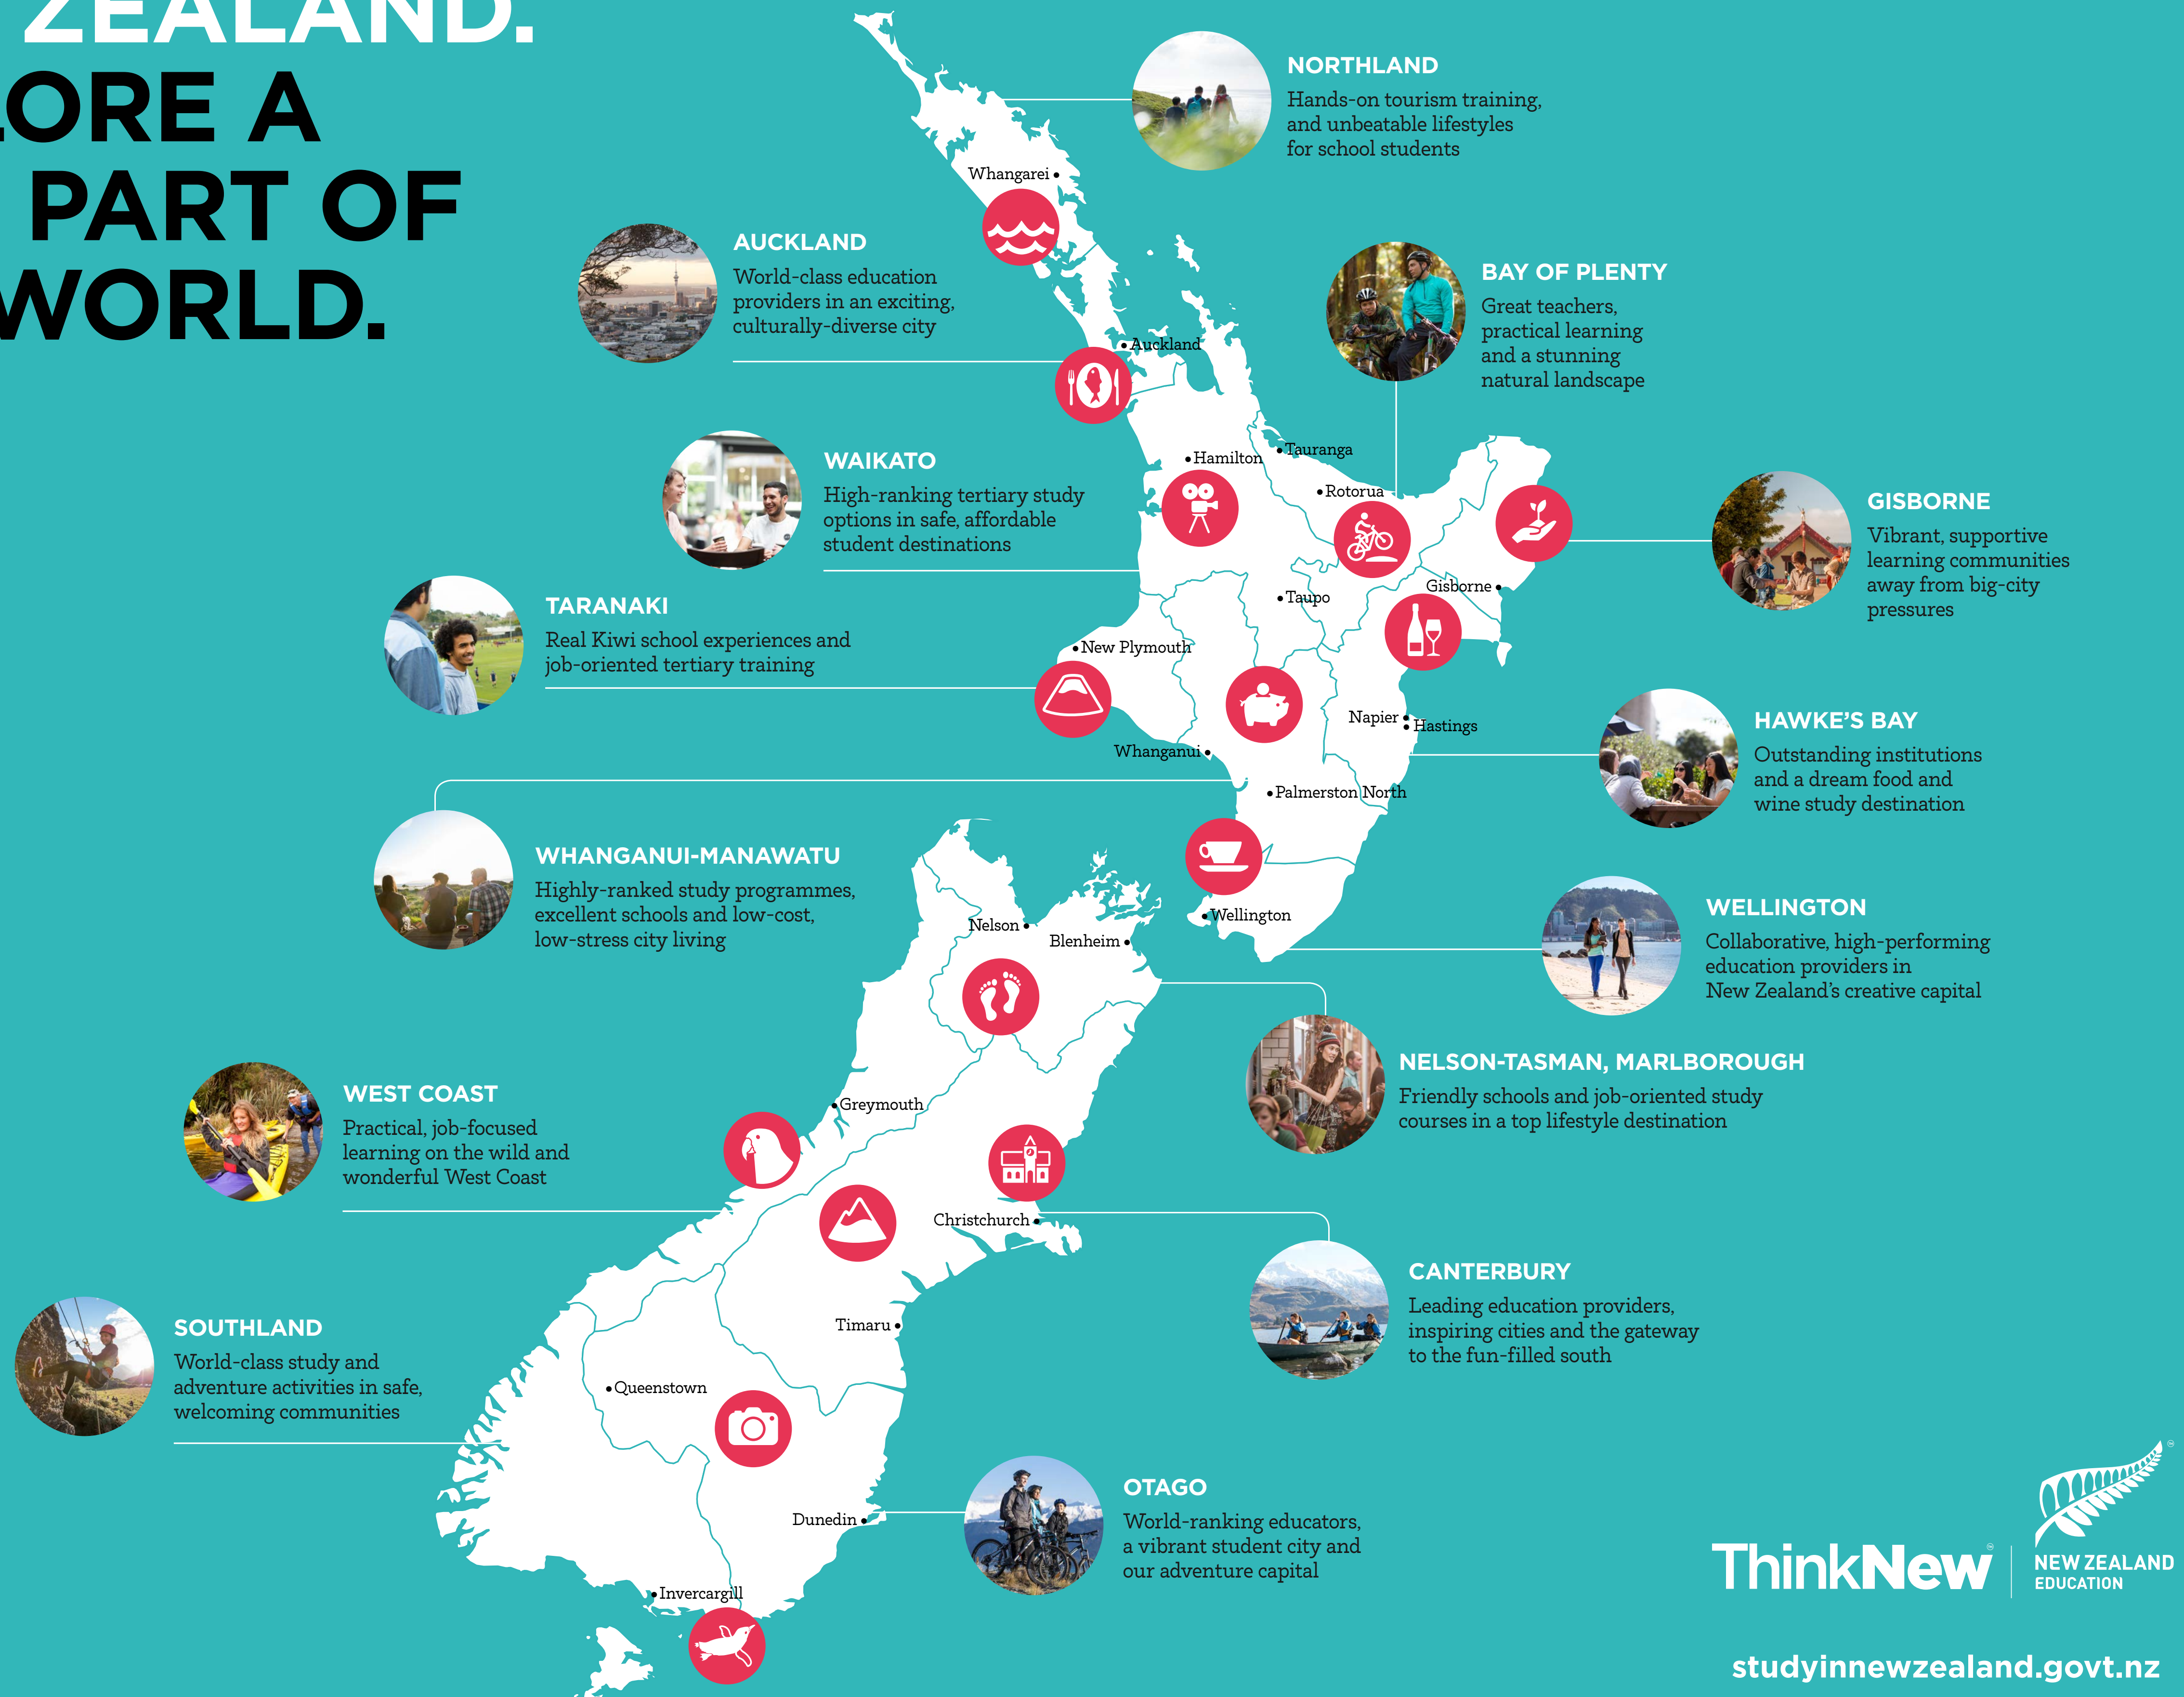 ZEALAND.
ORE A
PART OF
WORLD.
NORTHLAND
Hands-on tourism training,
and unbeatable lifestyles
for school students
Whangarei
AUCKLAND
World-class education
providers in an exciting,
culturally-diverse city
Auckland
BAY OF PLENTY
Great teachers,
practical learning
and a stunning
natural landscape
WAIKATO
High-ranking tertiary study
options in safe, affordable
student destinations
Hamilton
Tauranga
Rotorua
GISBORNE
Vibrant, supportive
learning communities
away from big-city
pressures
Gisborne
Taupo
TARANAKI
Real Kiwi school experiences and
job-oriented tertiary training
New Plymouth
Napier
Hastings
HAWKE'S BAY
Outstanding institutions
and a dream food and
wine study destination
Whanganui
Palmerston North
WHANGANUI-MANAWATU
Highly-ranked study programmes,
excellent schools and low-cost,
low-stress city living
Nelson
Blenheim
Wellington
WELLINGTON
Collaborative, high-performing
education providers in
New Zealand's creative capital
NELSON-TASMAN, MARLBOROUGH
Friendly schools and job-oriented study
courses in a top lifestyle destination
WEST COAST
Practical, job-focused
learning on the wild and
wonderful West Coast
Greymouth
Christchurch
CANTERBURY
Leading education providers,
inspiring cities and the gateway
to the fun-filled south
SOUTHLAND
World-class study and
adventure activities in safe,
welcoming communities
Timaru
Queenstown
OTAGO
World-ranking educators,
a vibrant student city and
our adventure capital
Dunedin
Invercargill
ThinkNew
NEW ZEALAND
EDUCATION
studyinnewzealand.govt.nz